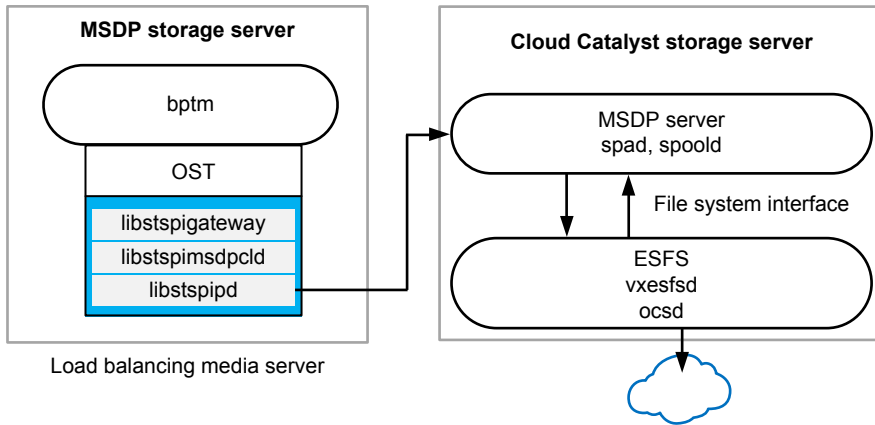 MSDP storage server
bptm
OST
libstspigateway
libstspimsdpcld
libstspipd
Load balancing media server
Cloud Catalyst storage server
MSDP server
spad, spoold
File system interface
ESFS
vxesfsd
ocsd